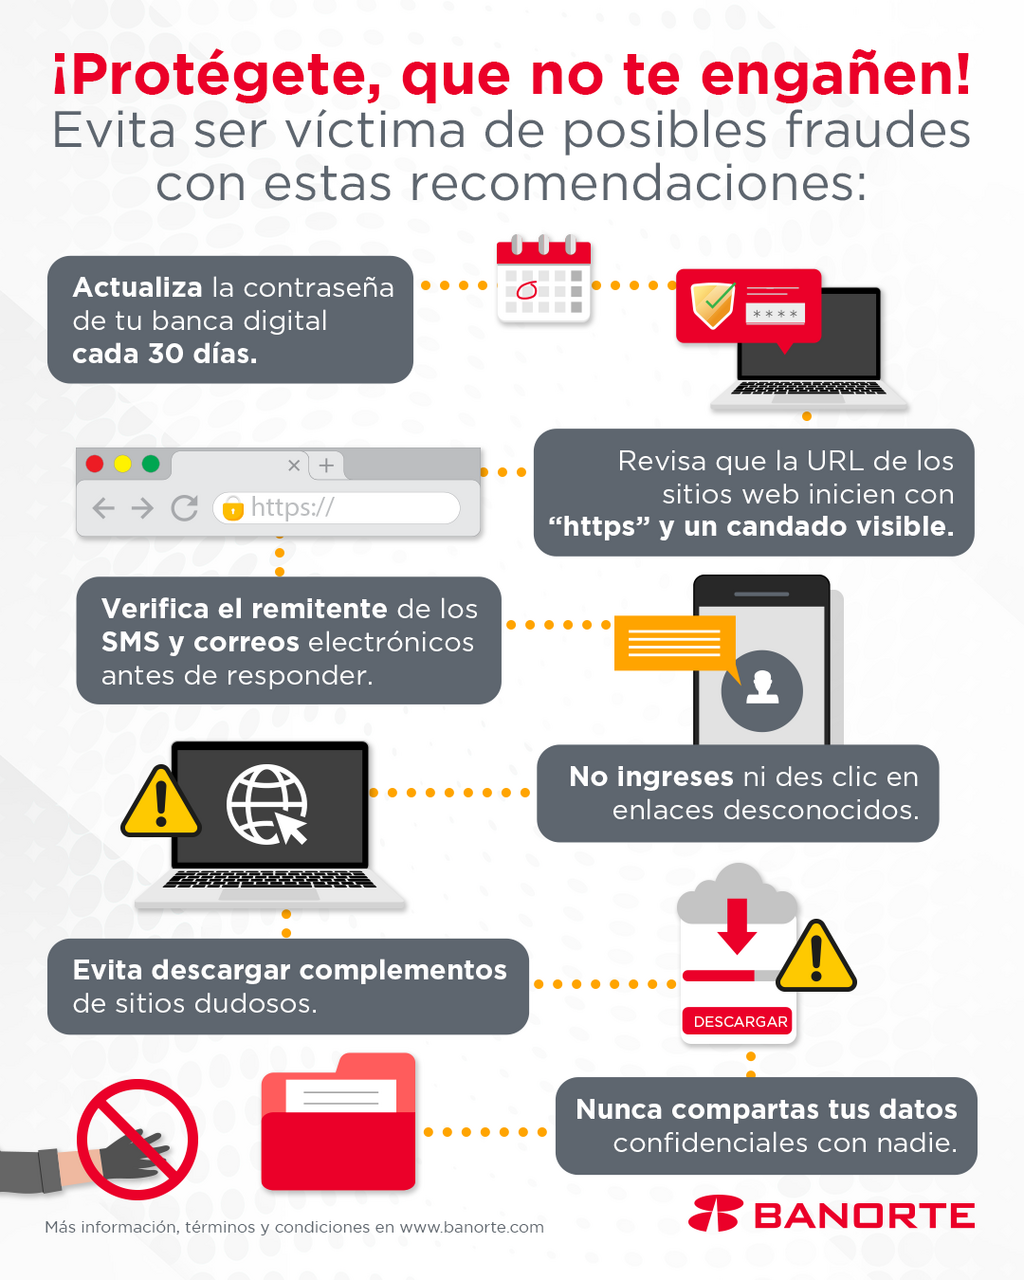 ¡Protégete, que no te engañen!
Evita ser víctima de posibles fraudes
con estas recomendaciones:
Actualiza la contraseña
de tu banca digital
cada 30 días.
****
Revisa que la URL de los
sitios web inicien con
“https” y un candado visible.
https://
Verifica el remitente de los
SMS y correos electrónicos
antes de responder.
No ingreses ni des clic en
enlaces desconocidos.
Evita descargar complementos
de sitios dudosos.
DESCARGAR
Nunca compartas tus datos
confidenciales con nadie.
Más información, términos y condiciones en www.banorte.com
BANORTE